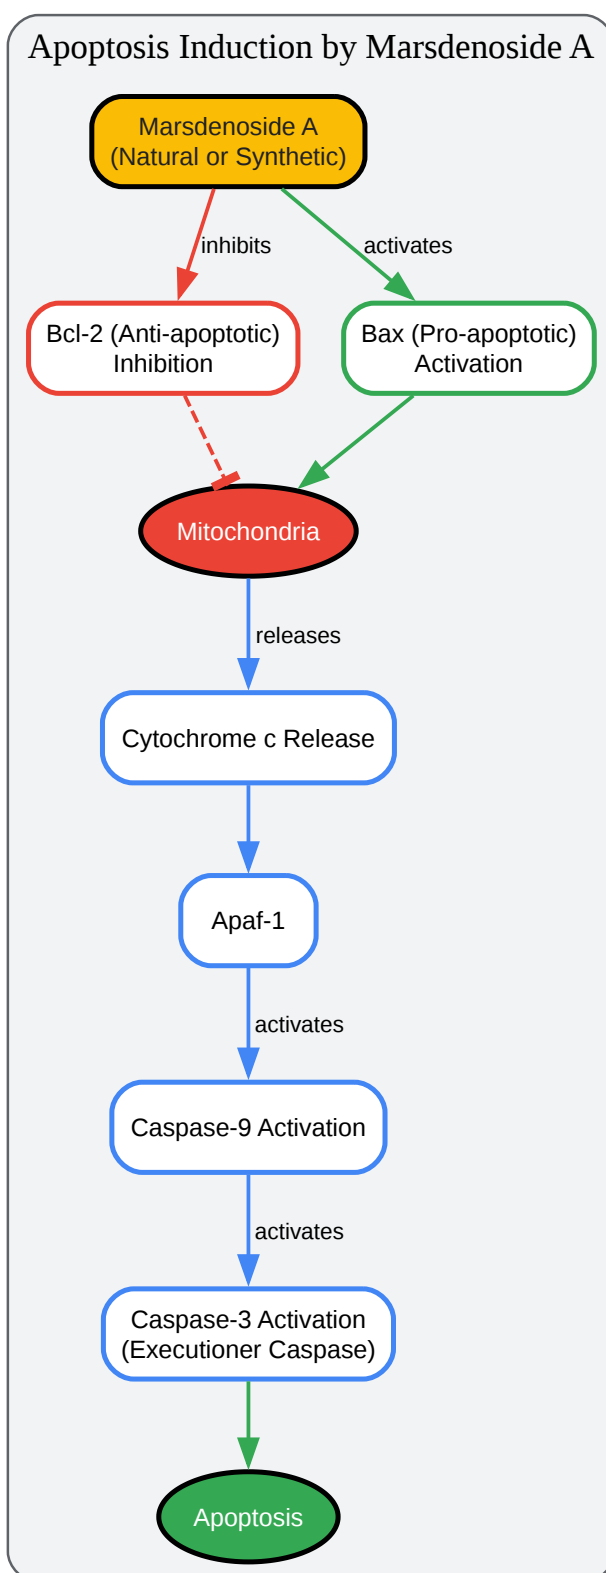 Apoptosis Induction by Marsdenoside A
Marsdenoside A
(Natural or Synthetic)
inhibits
activates
Bcl-2 (Anti-apoptotic)
Inhibition
Bax (Pro-apoptotic)
Activation
Mitochondria
releases
Cytochrome c Release
Apaf-1
activates
Caspase-9 Activation
activates
Caspase-3 Activation
(Executioner Caspase)
Apoptosis